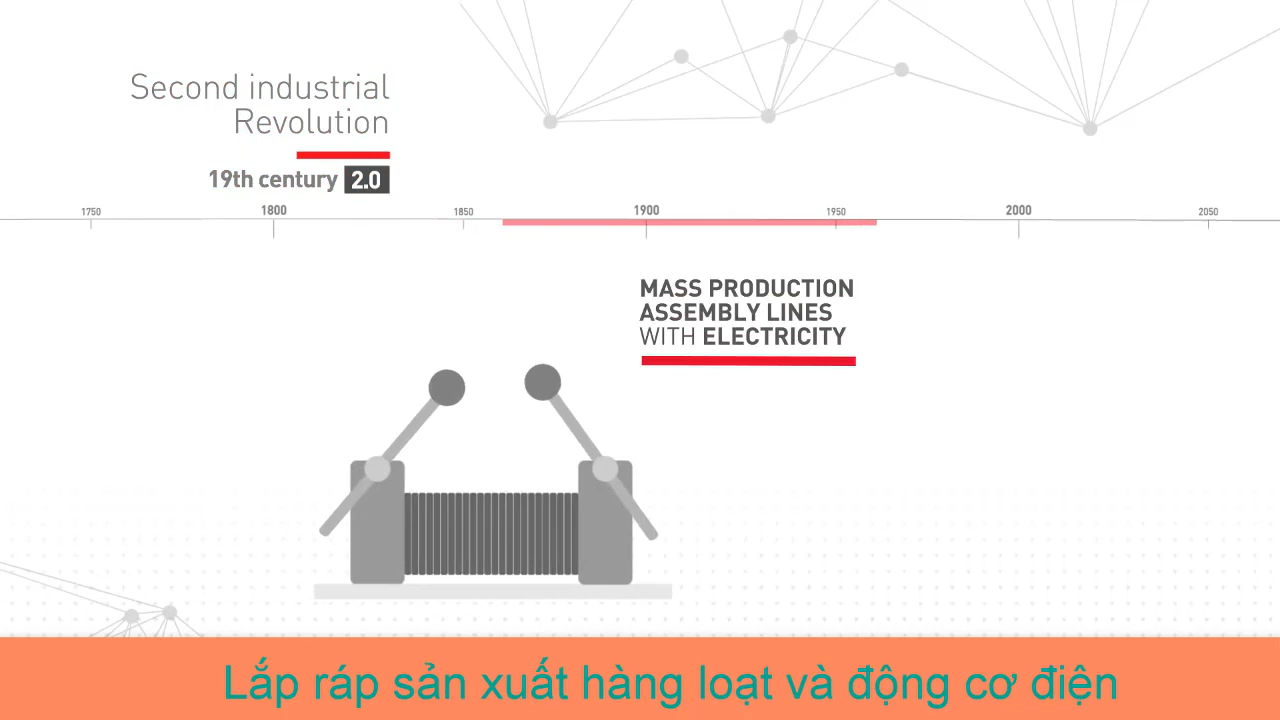 Second industrial
Revolution
19th century 2.0
1750 1800 1850 1900 1950 2000 2050
MASS PRODUCTION
ASSEMBLY LINES
WITH ELECTRICITY
Lắp ráp sản xuất hàng loạt và động cơ điện